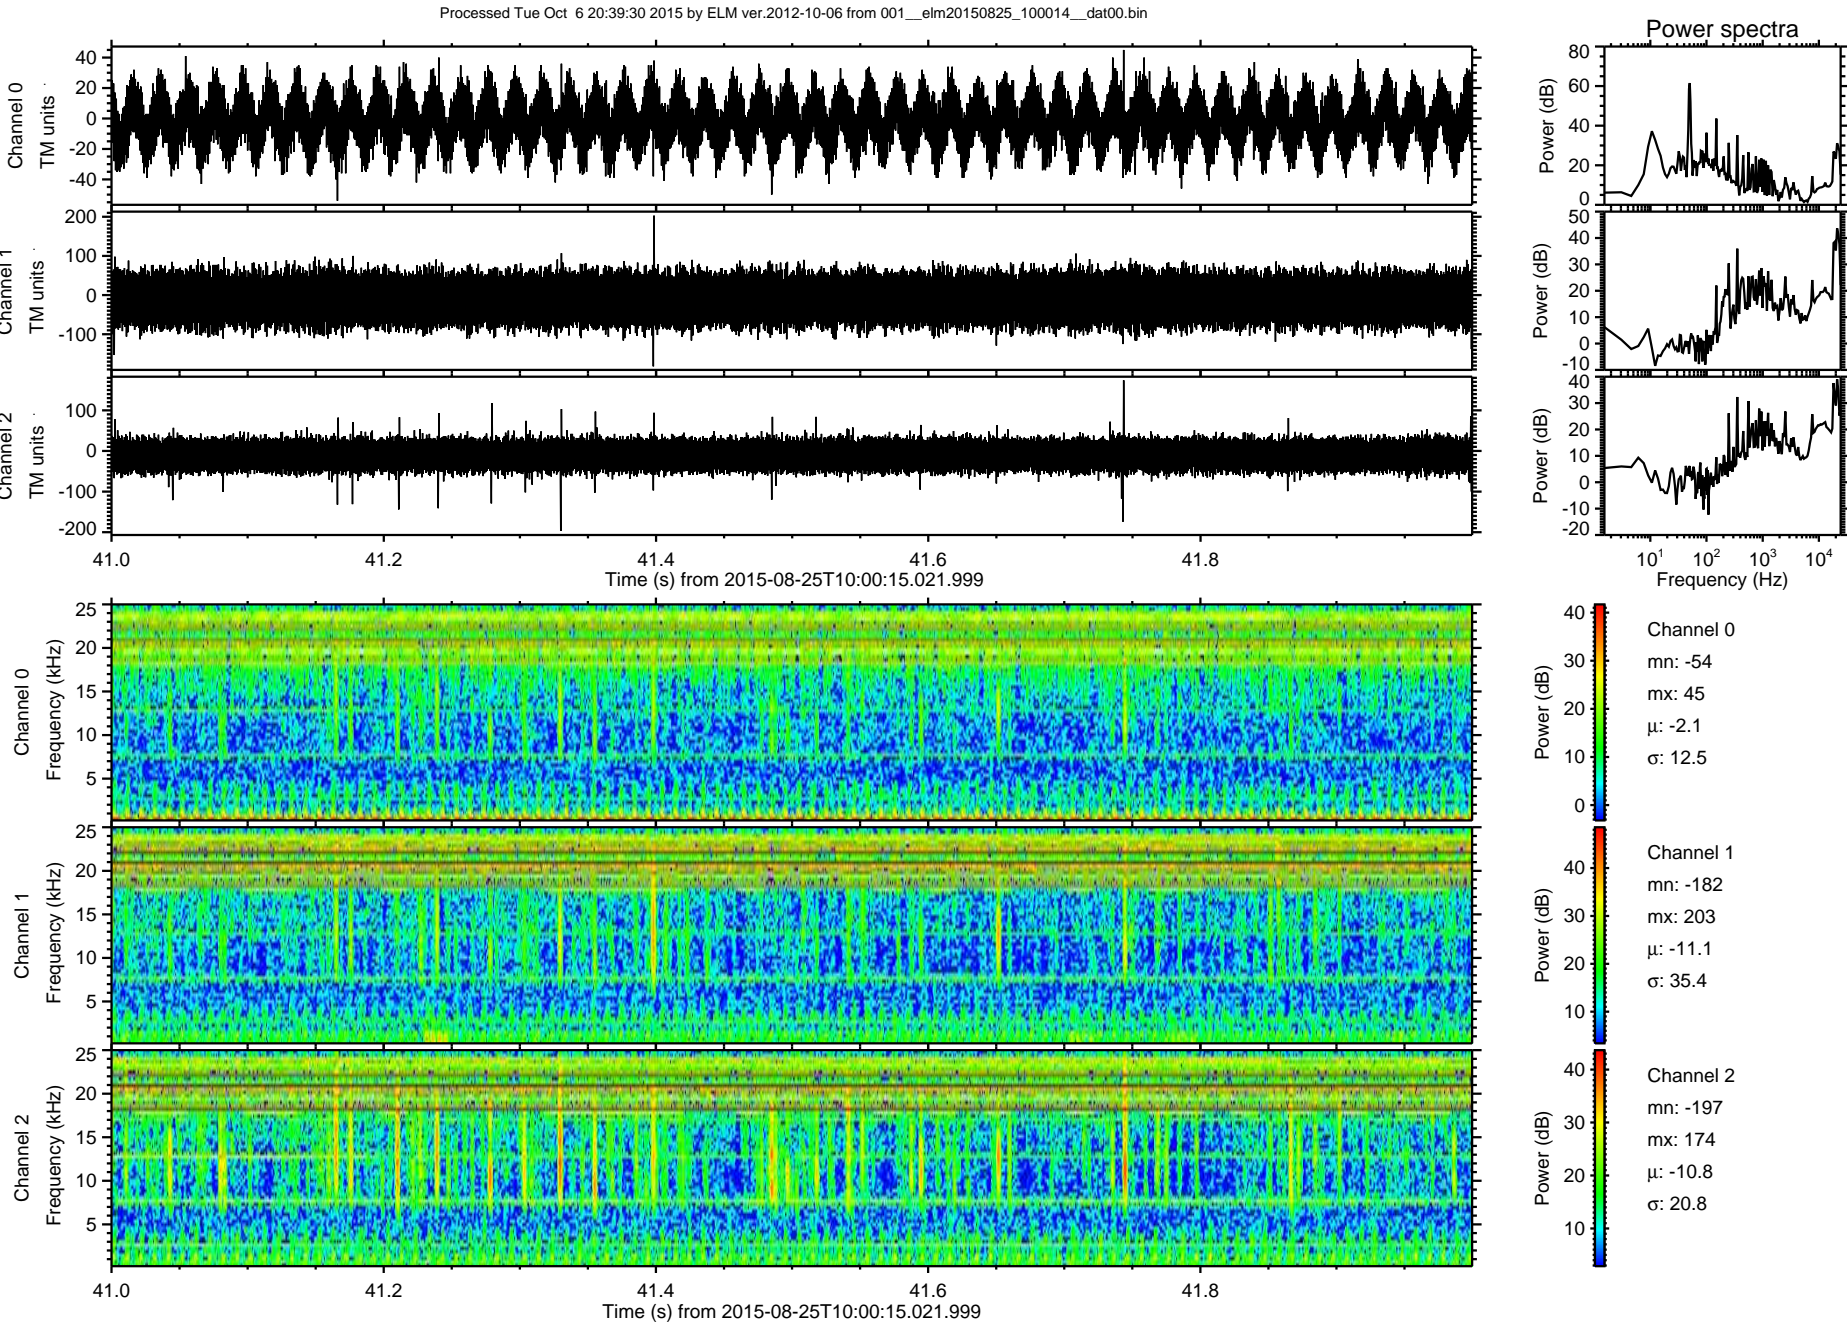 Processed Tue Oct  6 20:39:30 2015 by ELM ver.2012-10-06 from 001__elm20150825_100014__dat00.bin
Power spectra
Channel 0
TM units
40
20
0
-20
-40
Power (dB)
80
60
40
20
0
Channel 1
TM units
200
100
0
-100
Power (dB)
50
40
30
20
10
0
-10
Channel 2
TM units
100
0
-100
-200
Power (dB)
40
30
20
10
0
-10
-20
41.0 41.2 41.4 41.6 41.8
Time (s) from 2015-08-25T10:00:15.021.999
10^1 10^2 10^3 10^4
Frequency (Hz)
Channel 0
Frequency (kHz)
25
20
15
10
5
Power (dB)
40
30
20
10
0
Channel 0
mn: -54
mx: 45
μ: -2.1
σ: 12.5
Channel 1
Frequency (kHz)
25
20
15
10
5
Power (dB)
40
30
20
10
Channel 1
mn: -182
mx: 203
μ: -11.1
σ: 35.4
Channel 2
Frequency (kHz)
25
20
15
10
5
Power (dB)
40
30
20
10
Channel 2
mn: -197
mx: 174
μ: -10.8
σ: 20.8
41.0 41.2 41.4 41.6 41.8
Time (s) from 2015-08-25T10:00:15.021.999